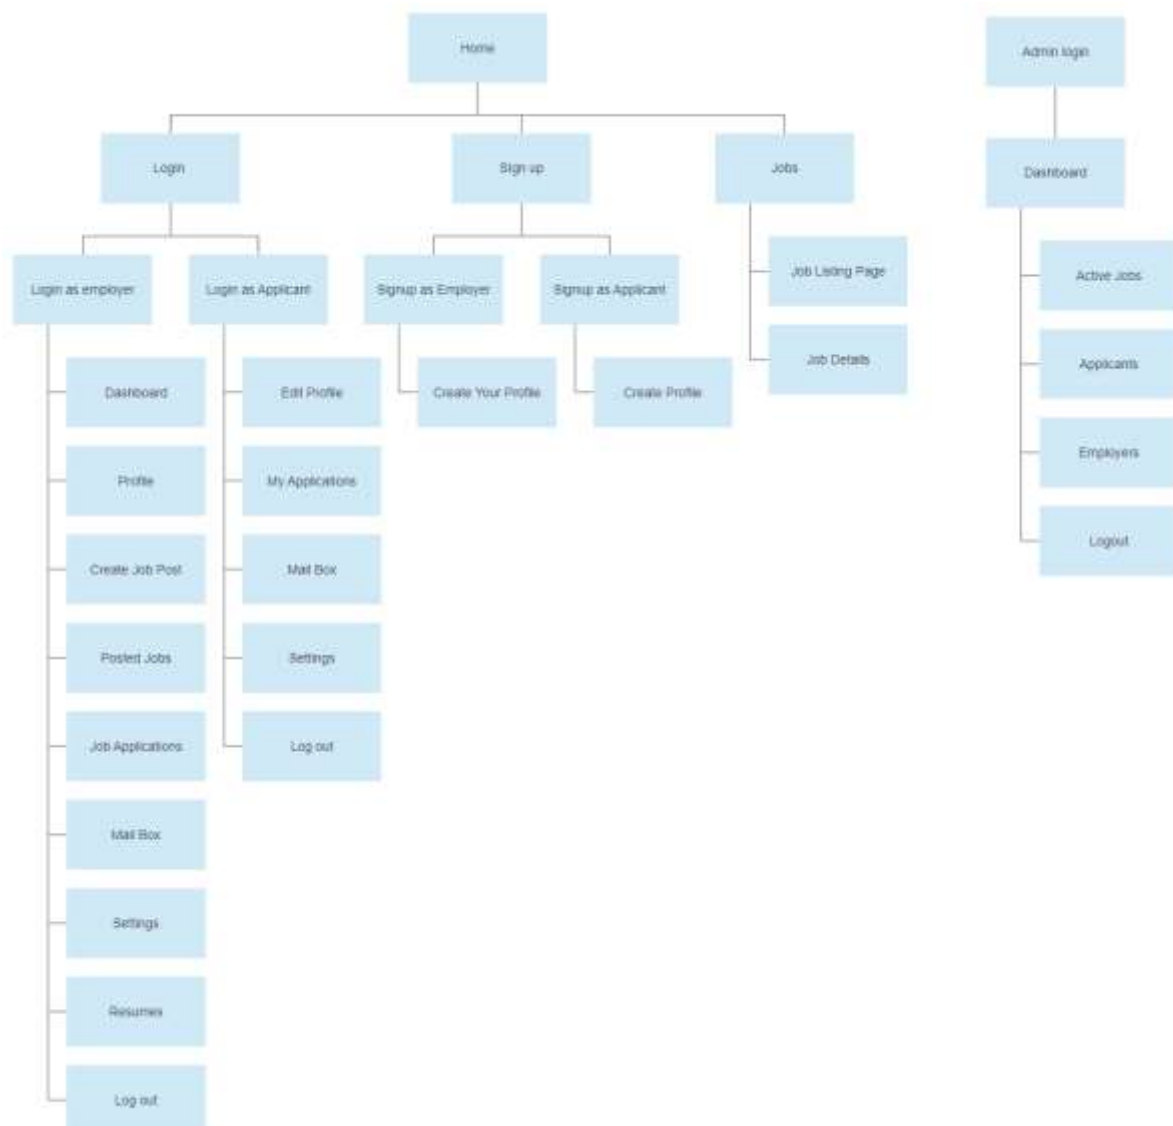 Home
Admin login
Login
Sign up
Jobs
Dashboard
Login as employer
Login as Applicant
Signup as Employer
Signup as Applicant
Job Listing Page
Active Jobs
Job Details
Applicants
Dashboard
Edit Profile
Create Your Profile
Create Profile
Employers
Profile
My Applications
Logout
Create Job Post
Mail Box
Posted Jobs
Settings
Job Applications
Log out
Mail Box
Settings
Resumes
Log out